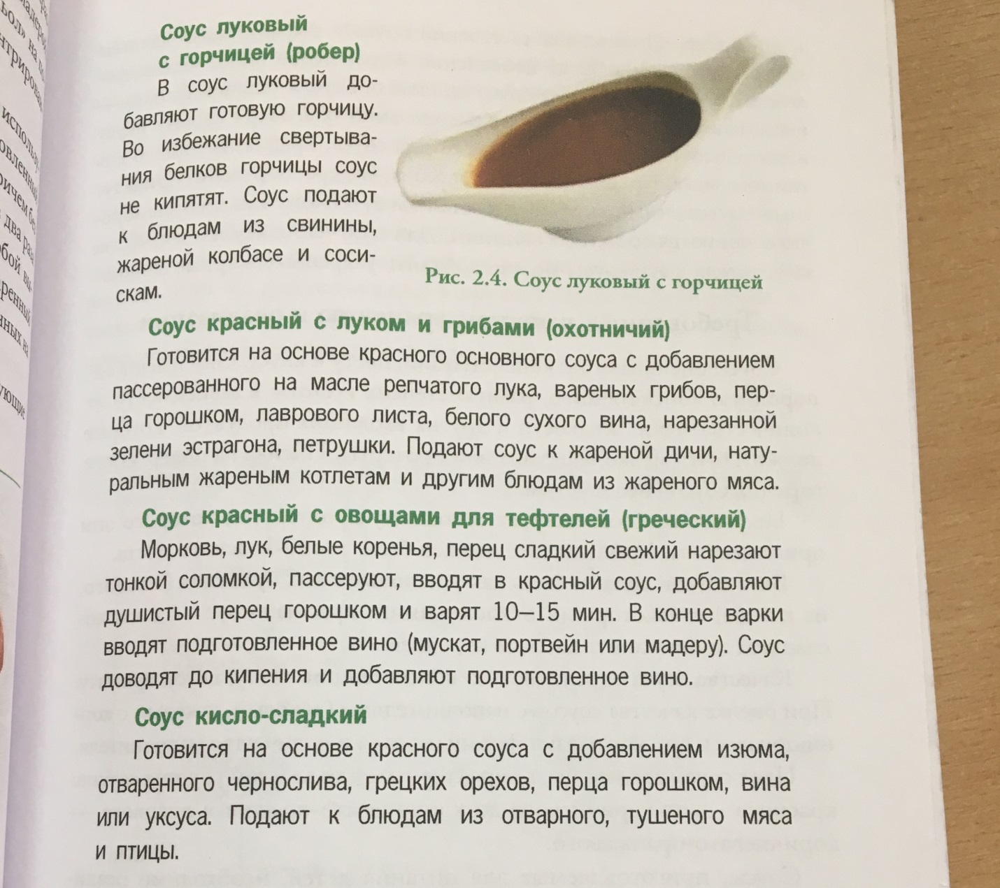 Соус луковый
с горчицей (робер)
В соус луковый до-
бавляют готовую горчицу.
Во избежание свертыва-
ния белков горчицы соус
не кипятят. Соус подают
к блюдам из свинины,
жареной колбасе и соси-
скам.
Рис. 2.4. Соус луковый с горчицей
Соус красный с луком и грибами (охотничий)
Готовится на основе красного основного соуса с добавлением
пассерованного на масле репчатого лука, вареных грибов, пер-
ца горошком, лаврового листа, белого сухого вина, нарезанной
зелени эстрагона, петрушки. Подают соус к жареной дичи, нату-
ральным жареным котлетам и другим блюдам из жареного мяса.
Соус красный с овощами для тефтелей (греческий)
Морковь, лук, белые коренья, перец сладкий свежий нарезают
тонкой соломкой, пассеруют, вводят в красный соус, добавляют
душистый перец горошком и варят 10–15 мин. В конце варки
вводят подготовленное вино (мускат, портвейн или мадеру). Соус
доводят до кипения и добавляют подготовленное вино.
Соус кисло-сладкий
Готовится на основе красного соуса с добавлением изюма,
отваренного чернослива, грецких орехов, перца горошком, вина
или уксуса. Подают к блюдам из отварного, тушеного мяса
и птицы.